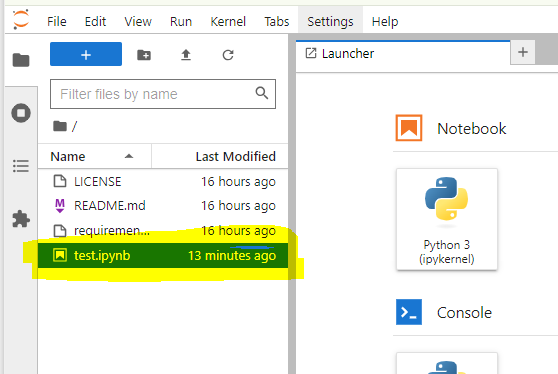 File Edit View Run Kernel Tabs Settings Help
+
Filter files by name
/
Name Last Modified
LICENSE 16 hours ago
README.md 16 hours ago
requiremen... 16 hours ago
test.ipynb 13 minutes ago
Launcher +
Notebook
Python 3
(ipykernel)
Console